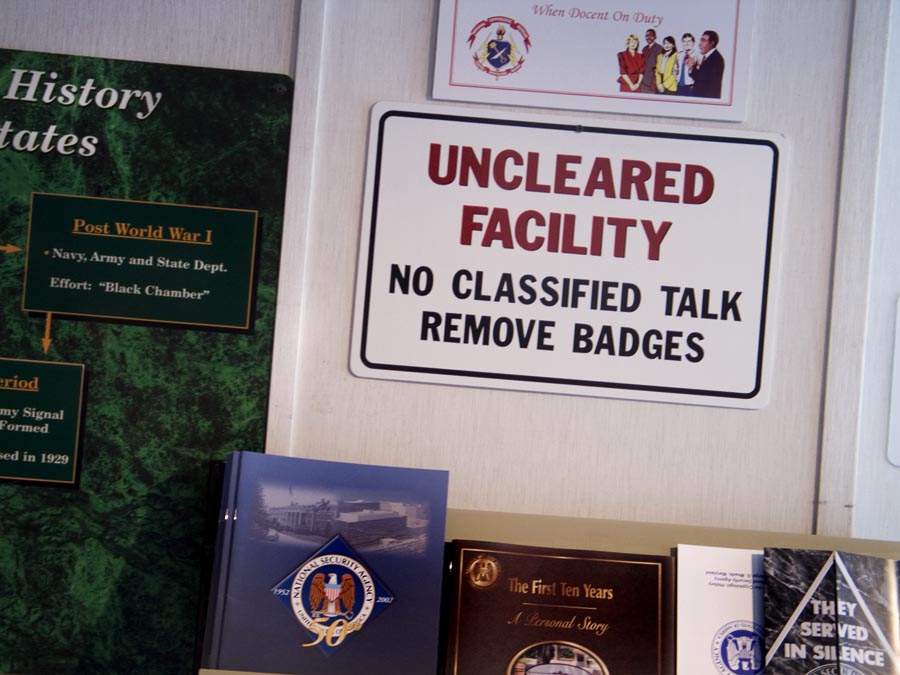 When Docent On Duty
History
tates
Post World War I
• Navy, Army and State Dept.
Effort: "Black Chamber"
eriod
my Signal
Formed
sed in 1929
UNCLEARED
FACILITY
NO CLASSIFIED TALK
REMOVE BADGES
NATIONAL SECURITY AGENCY
1952
2002
50
The First Ten Years
A Personal Story
THEY
SERVED
IN SILENCE